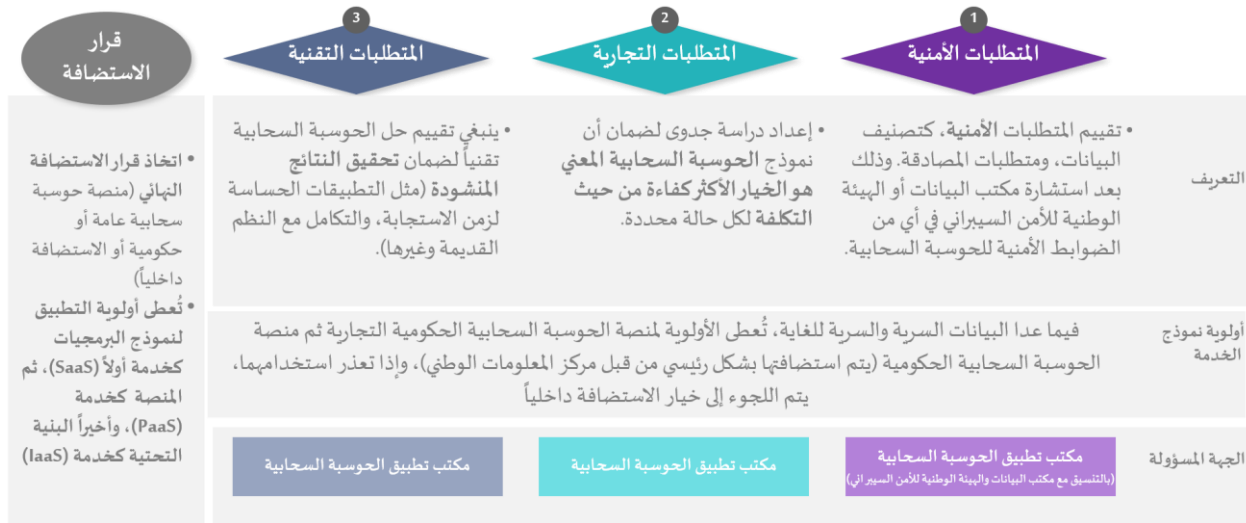 1
المتطلبات الأمنية
2
المتطلبات التجارية
3
المتطلبات التقنية
قرار
الاستضافة
التعريف
• تقييم المتطلبات الأمنية، كتصنيف
البيانات، ومتطلبات المصادقة. وذلك
بعد استشارة مكتب البيانات أو الهيئة
الوطنية للأمن السيبراني في أي من
الضوابط الأمنية للحوسبة السحابية.
• إعداد دراسة جدوى لضمان أن
نموذج الحوسبة السحابية المعني
هو الخيار الأكثر كفاءة من حيث
التكلفة لكل حالة محددة.
• ينبغي تقييم حل الحوسبة السحابية
تقنياً لضمان تحقيق النتائج
المنشودة (مثل التطبيقات الحساسة
لزمن الاستجابة، والتكامل مع النظم
القديمة وغيرها).
• اتخاذ قرار الاستضافة
النهائي (منصة حوسبة
سحابية عامة أو
حكومية أو الاستضافة
داخلياً)
• تُعطى أولوية التطبيق
لنموذج البرمجيات
كخدمة أولاً (SaaS)، ثم
المنصة كخدمة
(PaaS)، وأخيراً البنية
التحتية كخدمة (IaaS)
أولوية نموذج
الخدمة
فيما عدا البيانات السرية والسرية للغاية، تُعطى الأولوية لمنصة الحوسبة السحابية الحكومية التجارية ثم منصة
الحوسبة السحابية الحكومية (يتم استضافتها بشكل رئيسي من قبل مركز المعلومات الوطني)، وإذا تعذر استخدامهما،
يتم اللجوء إلى خيار الاستضافة داخلياً
الجهة المسؤولة
مكتب تطبيق الحوسبة السحابية
(بالتنسيق مع مكتب البيانات والهيئة الوطنية للأمن السيبراني)
مكتب تطبيق الحوسبة السحابية
مكتب تطبيق الحوسبة السحابية